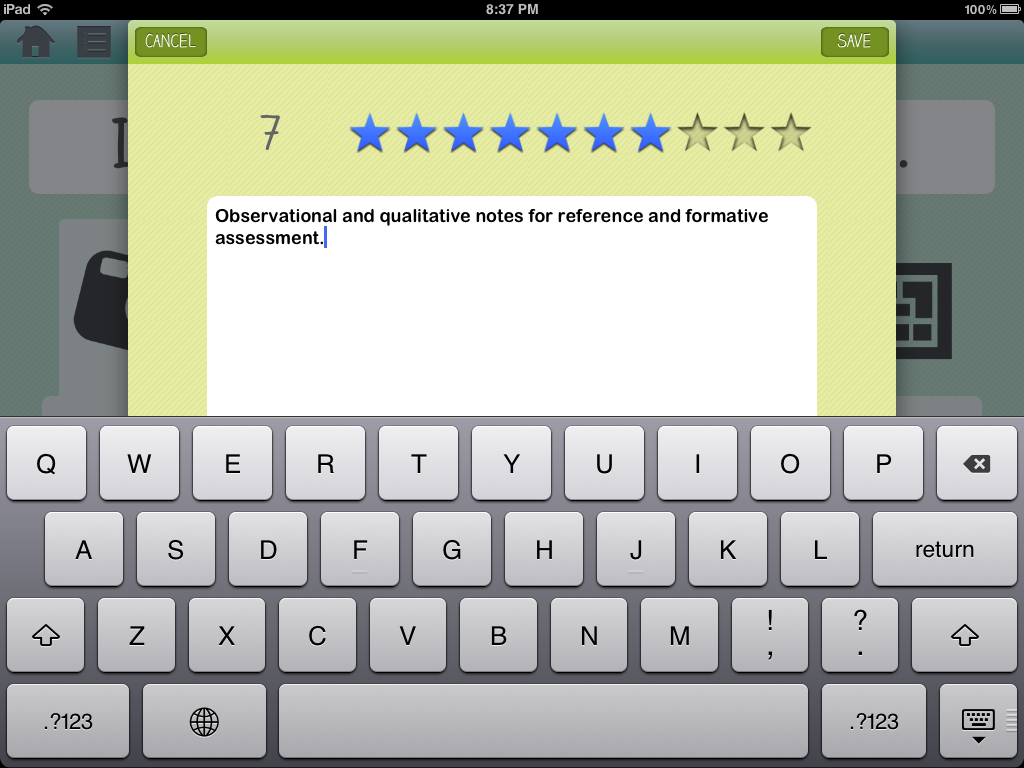 iPad 8:37 PM 100%
CANCEL SAVE
7
Observational and qualitative notes for reference and formative
assessment.
Q W E R T Y U I O P
A S D F G H J K L return
Z X C V B N M ! , ? .
.?123 .?123